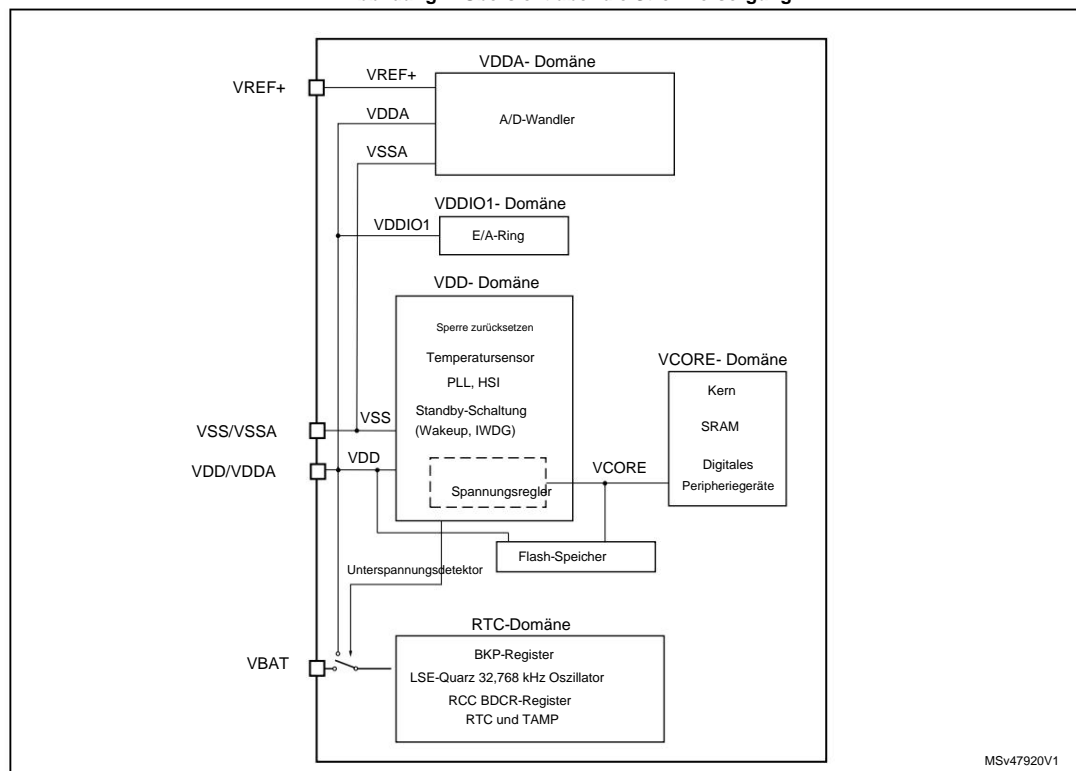 VDDA- Domäne
VREF+
VREF+
VDDA
A/D-Wandler
VSSA
VDDIO1- Domäne
VDDIO1
E/A-Ring
VDD- Domäne
Sperre zurücksetzen
Temperatursensor
PLL, HSI
Standby-Schaltung
(Wakeup, IWDG)
VCORE- Domäne
Kern
SRAM
Digitales
Peripheriegeräte
VSS
VSS/VSSA
VDD
VDD/VDDA
VCORE
Spannungsregler
Flash-Speicher
Unterspannungsdetektor
RTC-Domäne
VBAT
BKP-Register
LSE-Quarz 32,768 kHz Oszillator
RCC BDCR-Register
RTC und TAMP
MSv47920V1